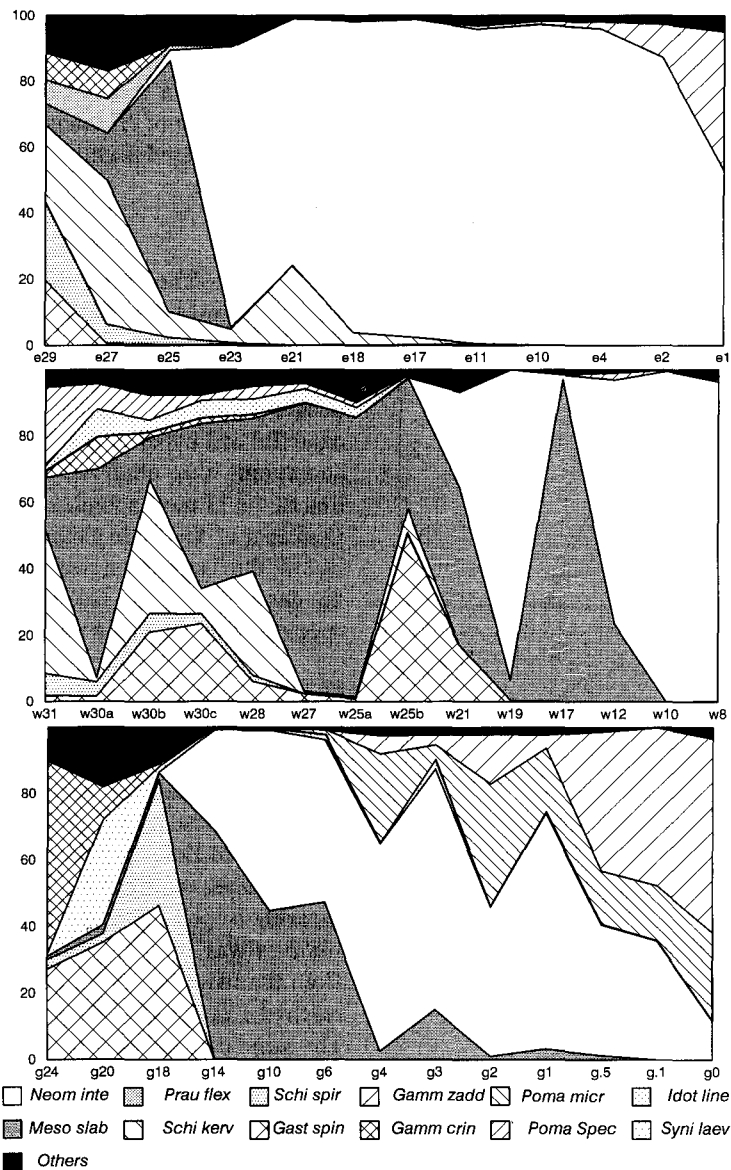 100
80
60
40
20
0
e29 e27 e25 e23 e21 e18 e17 e11 e10 e4 e2 e1
80
60
40
20
0
w31 w30a w30b w30c w28 w27 w25a w25b w21 w19 w17 w12 w10 w8
80
60
40
20
0
g24 g20 g18 g14 g10 g6 g4 g3 g2 g1 g.5 g.1 g0
Neom inte Prau flex Schi spir Gamm zadd Poma micr Idot line
Meso slab Schi kerv Gast spin Gamm crin Poma Spec Syni laev
Others